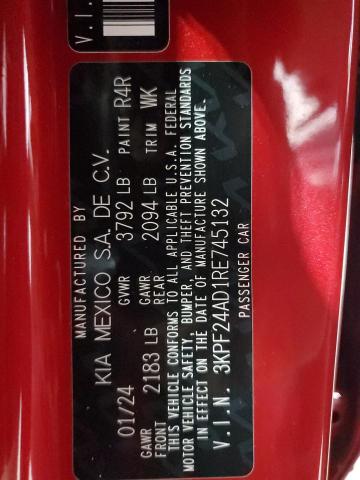 V. I. N
MANUFACTURED BY
KIA MEXICO S.A. DE C.V.
01/24 GVWR 3792 LB PAINT R4R
GAWR FRONT 2183 LB GAWR REAR 2094 LB TRIM WK
THIS VEHICLE CONFORMS TO ALL APPLICABLE U.S.A. FEDERAL
MOTOR VEHICLE SAFETY, BUMPER, AND THEFT PREVENTION STANDARDS
IN EFFECT ON THE DATE OF MANUFACTURE SHOWN ABOVE.
V.I.N. 3KPF24AD1RE745132
PASSENGER CAR